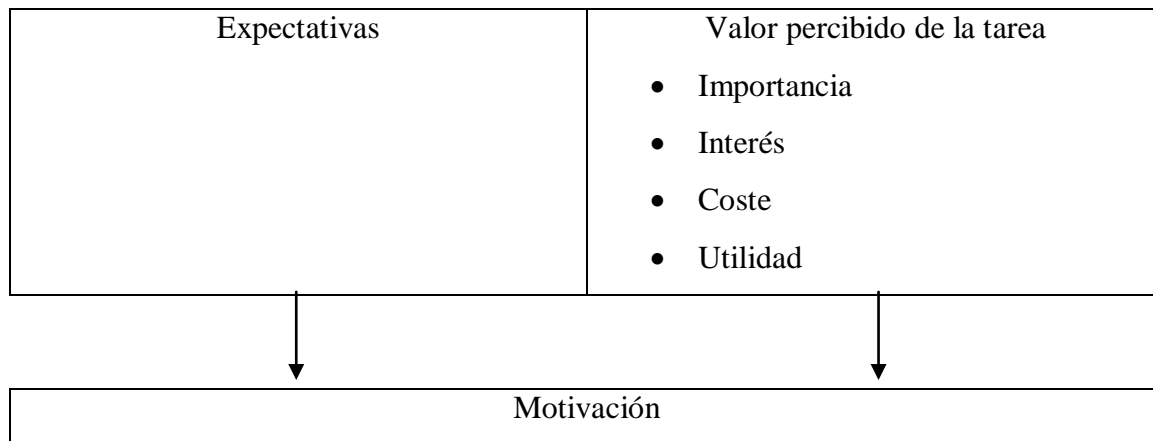 Expectativas
Valor percibido de la tarea
• Importancia
• Interés
• Coste
• Utilidad
Motivación